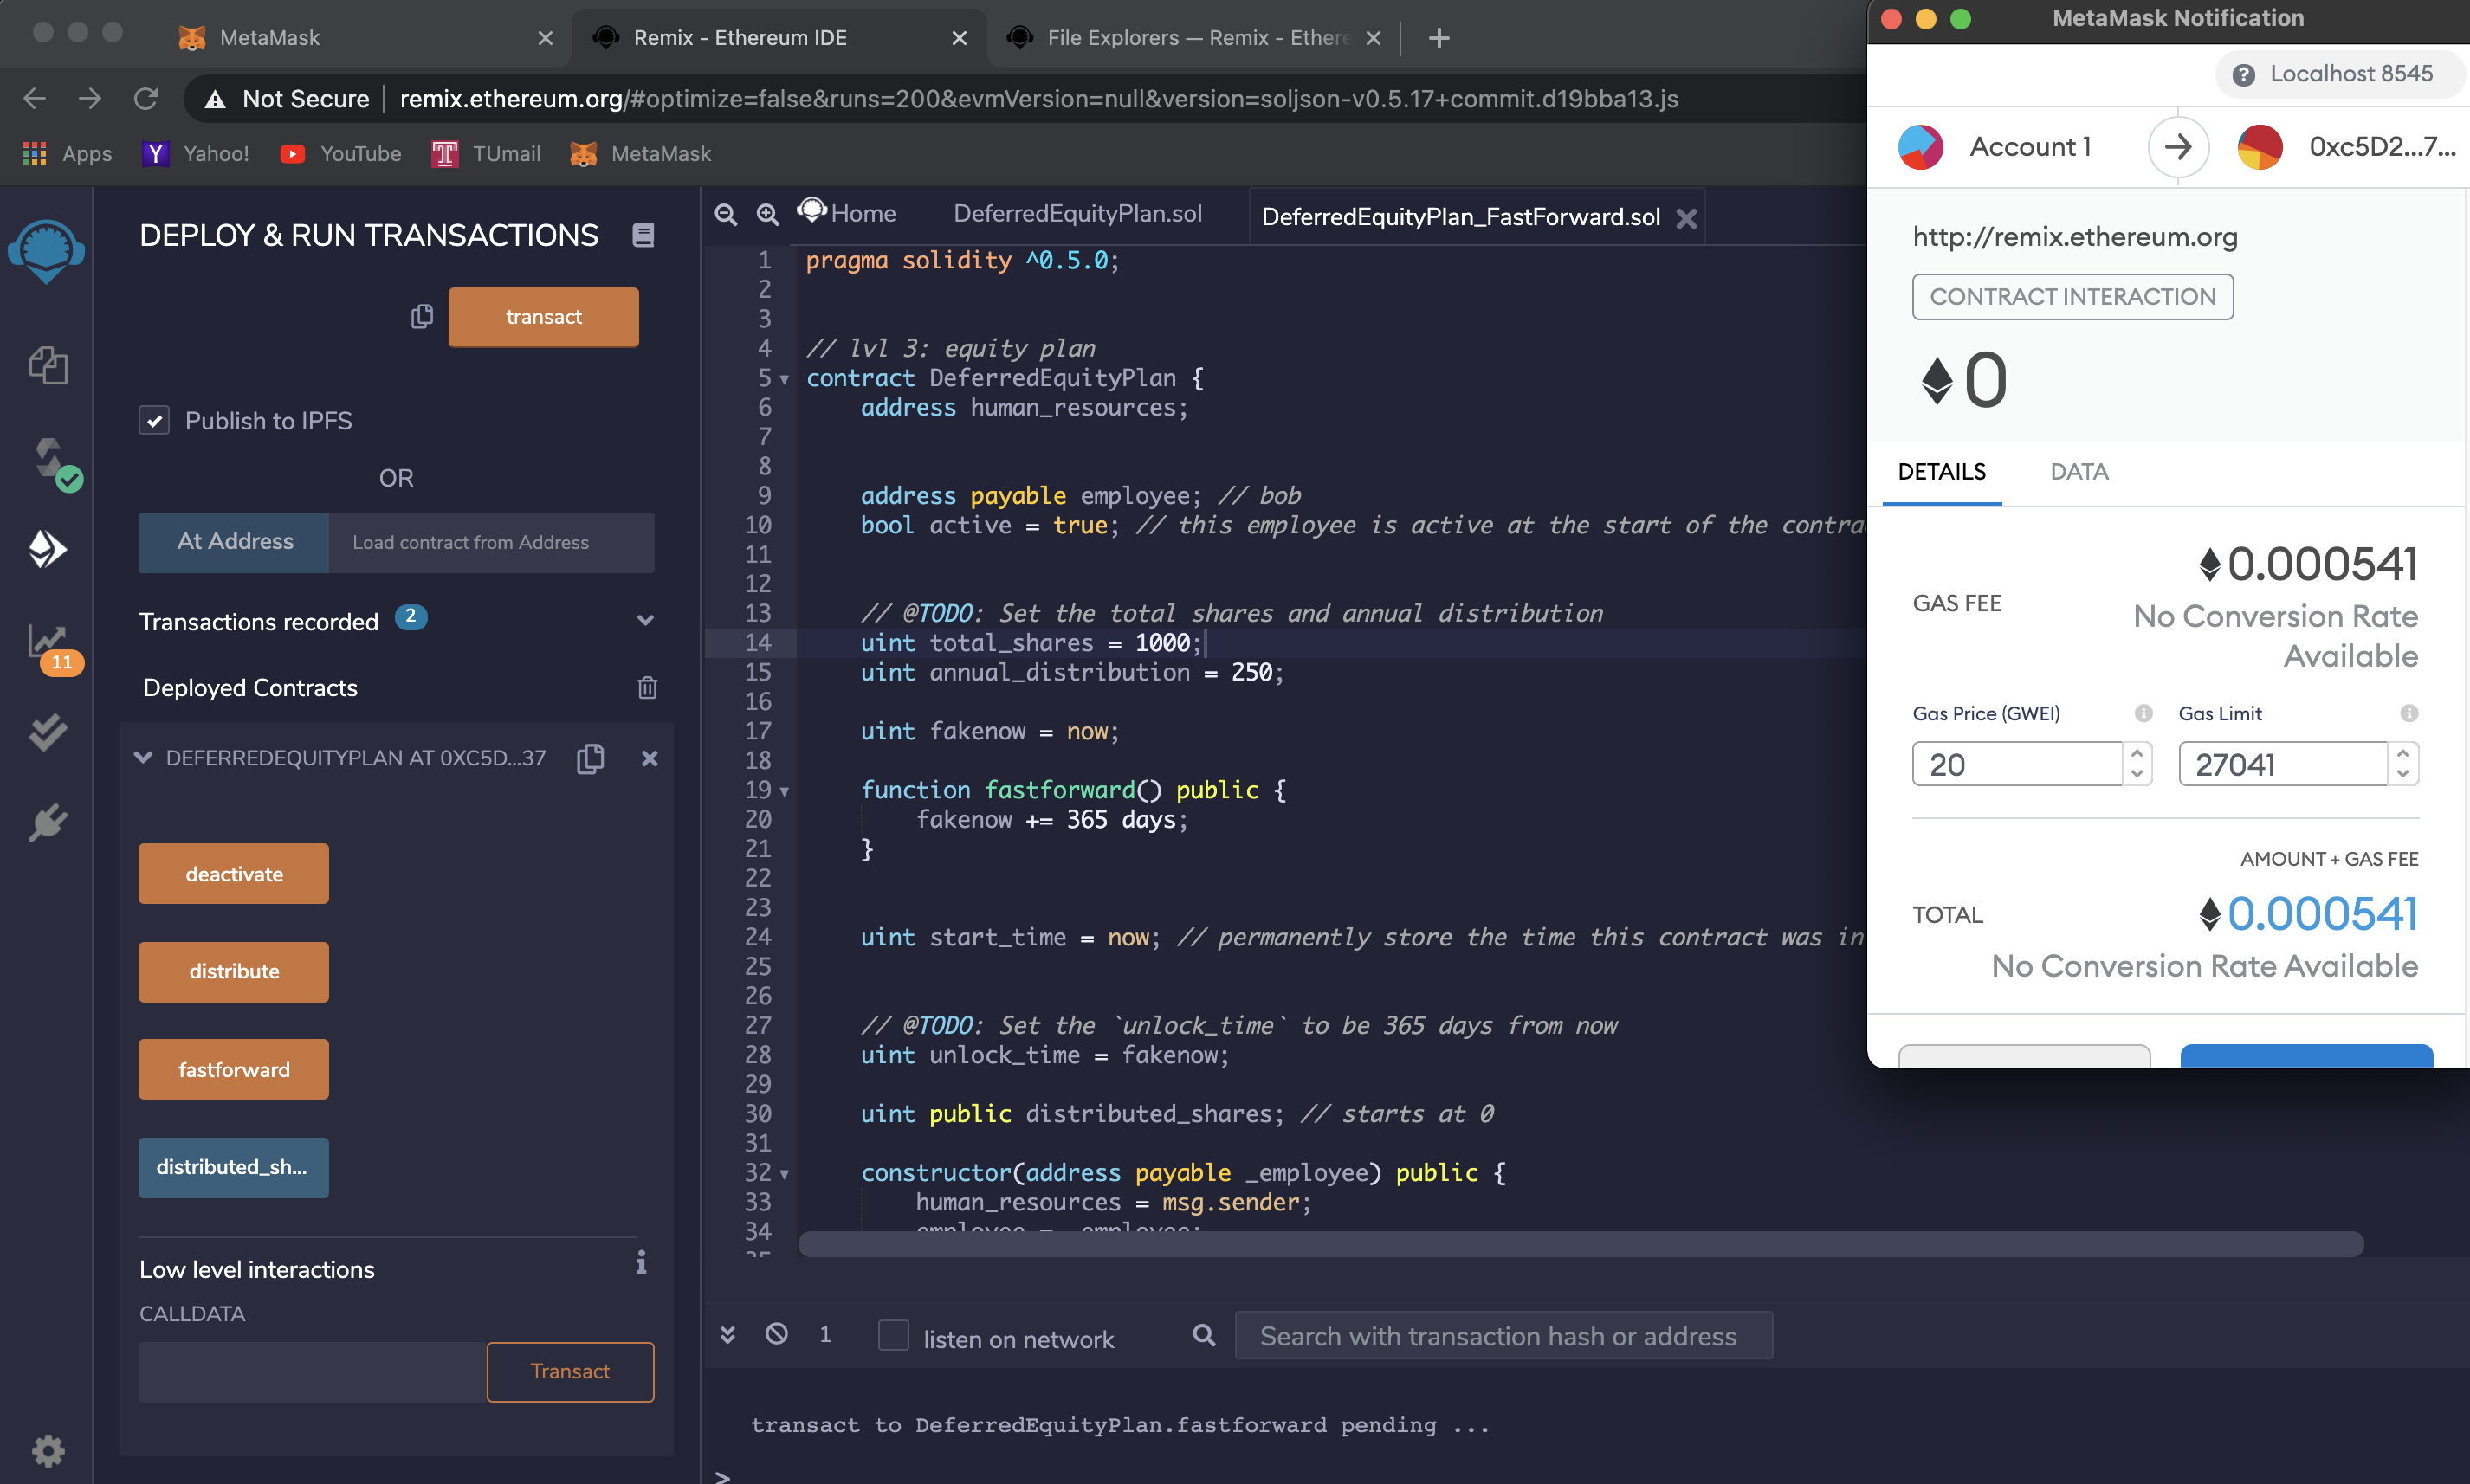 MetaMask
Remix - Ethereum IDE
File Explorers — Remix - Ethere
Not Secure
remix.ethereum.org/#optimize=false&runs=200&evmVersion=null&version=soljson-v0.5.17+commit.d19bba13.js
Apps
Y
Yahoo!
YouTube
T
TUmail
MetaMask
DEPLOY & RUN TRANSACTIONS
transact
Publish to IPFS
OR
At Address
Load contract from Address
Transactions recorded
2
11
Deployed Contracts
DEFERREDEQUITYPLAN AT 0XC5D...37
deactivate
distribute
fastforward
distributed_sh...
Low level interactions
i
CALLDATA
Transact
Home
DeferredEquityPlan.sol
DeferredEquityPlan_FastForward.sol
1 pragma solidity ^0.5.0;
2
3
4 // lvl 3: equity plan
5 contract DeferredEquityPlan {
6 address human_resources;
7
8
9 address payable employee; // bob
10 bool active = true; // this employee is active at the start of the contra
11
12
13 // @TODO: Set the total shares and annual distribution
14 uint total_shares = 1000;
15 uint annual_distribution = 250;
16
17 uint fakenow = now;
18
19 function fastforward() public {
20 fakenow += 365 days;
21 }
22
23
24 uint start_time = now; // permanently store the time this contract was in
25
26
27 // @TODO: Set the `unlock_time` to be 365 days from now
28 uint unlock_time = fakenow;
29
30 uint public distributed_shares; // starts at 0
31
32 constructor(address payable _employee) public {
33 human_resources = msg.sender;
34 employee = _employee;
1
listen on network
Search with transaction hash or address
transact to DeferredEquityPlan.fastforward pending ...
>
MetaMask Notification
? Localhost 8545
Account 1
0xc5D2...7...
http://remix.ethereum.org
CONTRACT INTERACTION
0
DETAILS
DATA
GAS FEE
0.000541
No Conversion Rate
Available
Gas Price (GWEI)
Gas Limit
20
27041
AMOUNT + GAS FEE
TOTAL
0.000541
No Conversion Rate Available